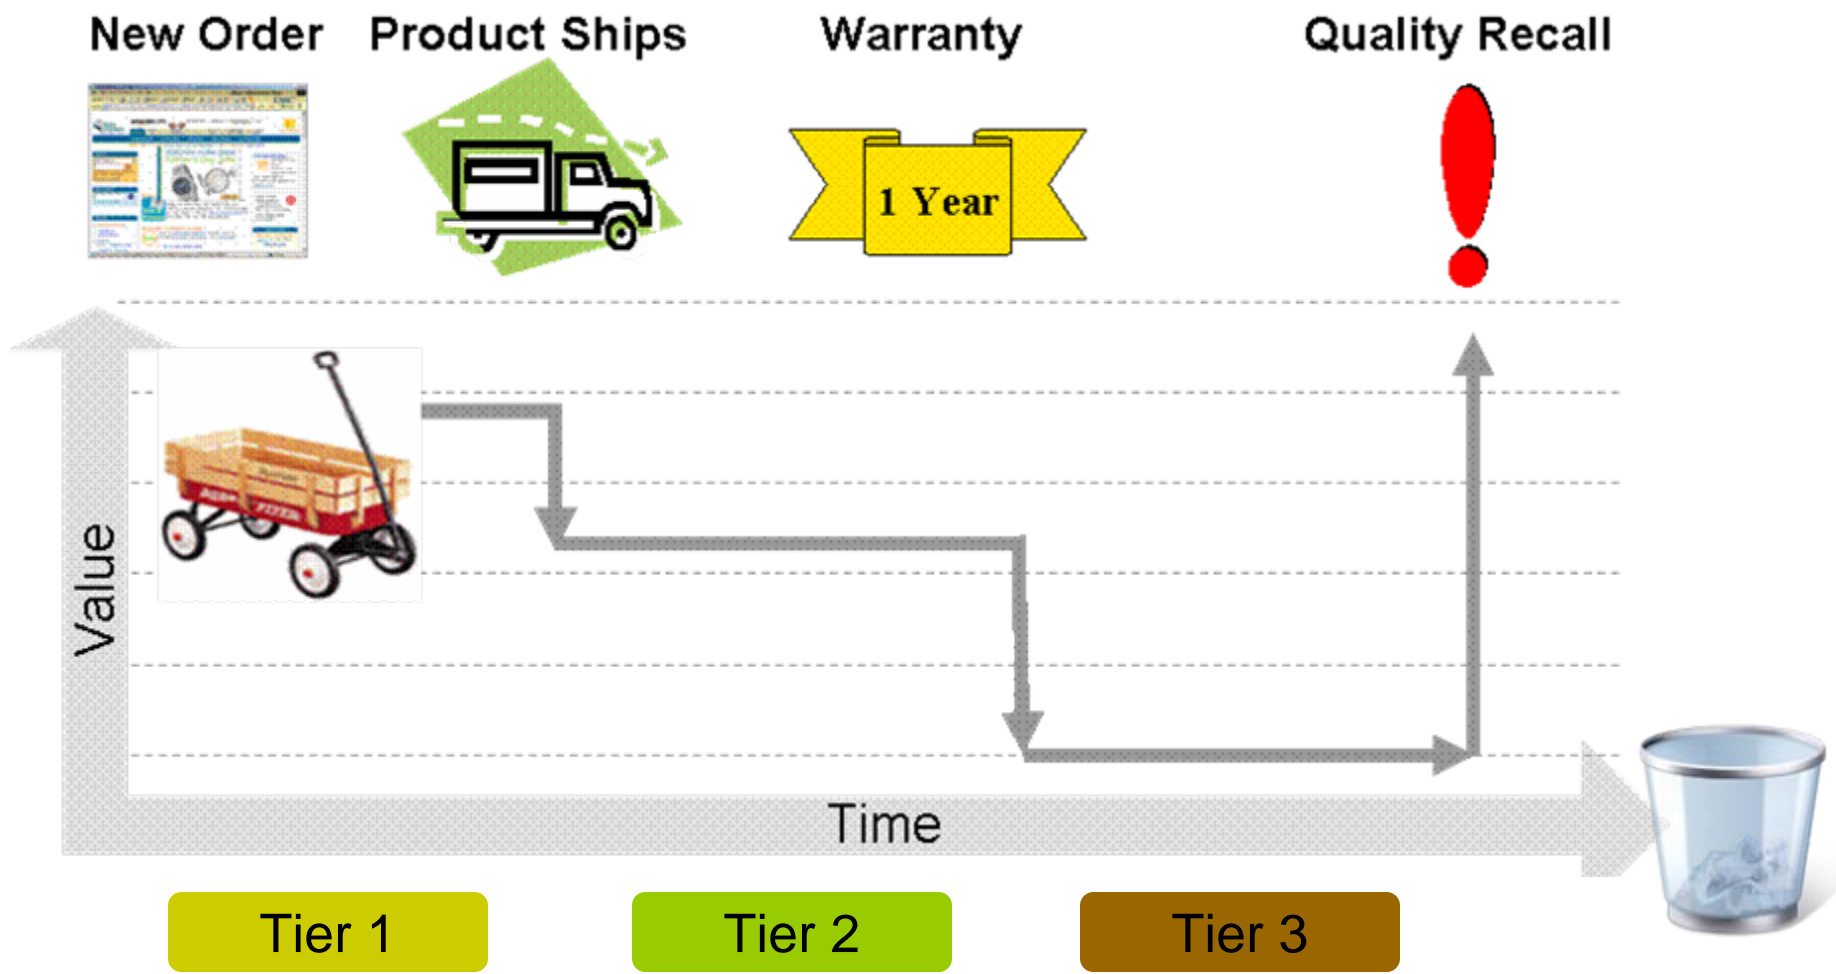 New Order
Product Ships
Warranty
Quality Recall
1 Year
Value
Time
Tier 1
Tier 2
Tier 3